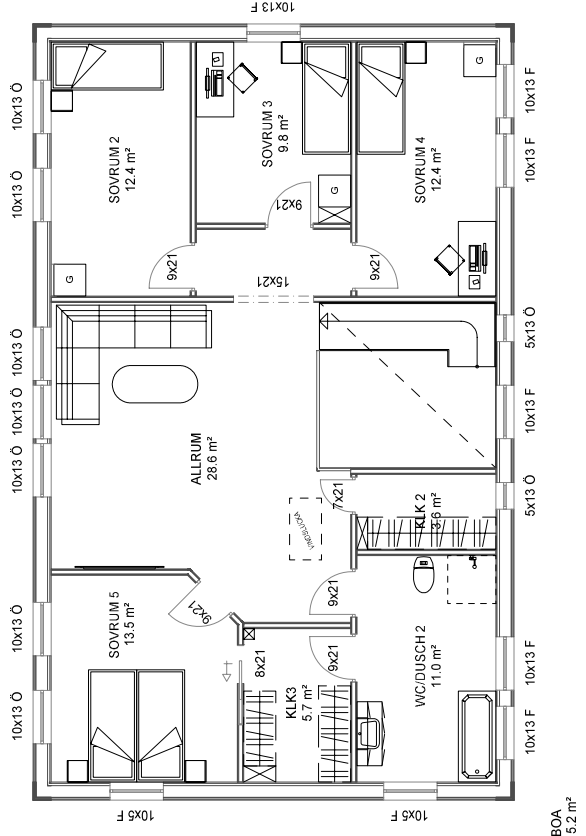 10x13 F
10x13 Ö
10x13 Ö
10x13 Ö
10x13 Ö
10x13 Ö
10x13 Ö
10x13 Ö
SOVRUM 2
12.4 m²
G
9x21
SOVRUM 3
9.8 m²
G
9x21
SOVRUM 4
12.4 m²
G
9x21
15x21
ALLRUM
28.6 m²
VINDSLUCKA
7x21
KLK 2
3.6 m²
9x21
SOVRUM 5
13.5 m²
9x21
8x21
KLK3
5.7 m²
9x21
WC/DUSCH 2
11.0 m²
10x13 F
10x13 F
5x13 Ö
10x13 F
5x13 Ö
10x13 F
10x13 F
10x5 F
10x5 F
BOA
5.2 m²